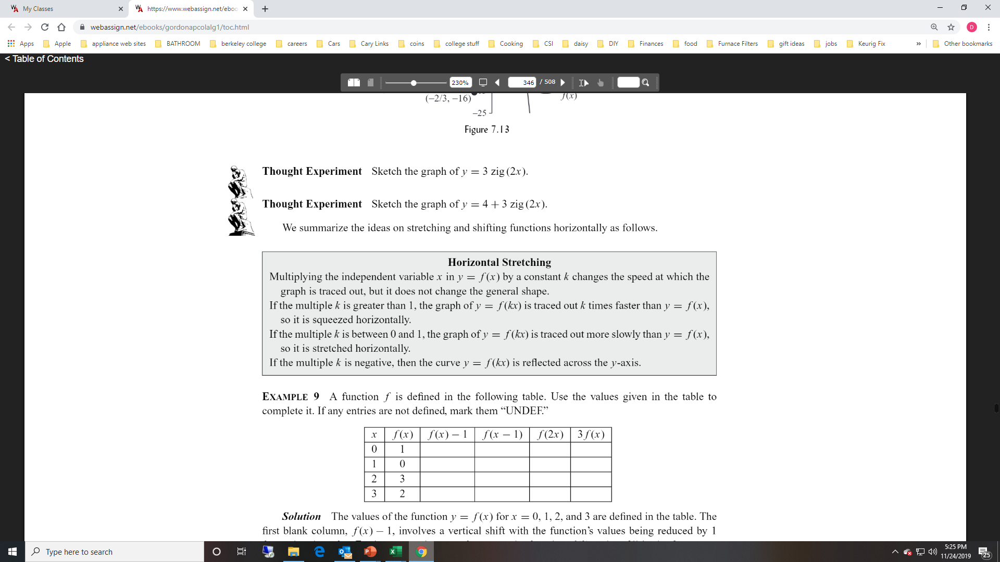 My Classes
https://www.webassign.net/eboo
webassign.net/ebooks/gordonapcolalg1/toc.html
D
Apps Apple appliance web sites BATHROOM berkeley college careers Cars Cary Links coins college stuff Cooking CSI daisy DIY Finances food Furnace Filters gift ideas jobs Keurig Fix » Other bookmarks
< Table of Contents
230% 346 / 508
(−2/3, −16) f(x)
−25
Figure 7.13
Thought Experiment Sketch the graph of y = 3 zig (2x).
Thought Experiment Sketch the graph of y = 4 + 3 zig (2x).
We summarize the ideas on stretching and shifting functions horizontally as follows.
Horizontal Stretching
Multiplying the independent variable x in y = f(x) by a constant k changes the speed at which the
graph is traced out, but it does not change the general shape.
If the multiple k is greater than 1, the graph of y = f(kx) is traced out k times faster than y = f(x),
so it is squeezed horizontally.
If the multiple k is between 0 and 1, the graph of y = f(kx) is traced out more slowly than y = f(x),
so it is stretched horizontally.
If the multiple k is negative, then the curve y = f(kx) is reflected across the y-axis.
EXAMPLE 9 A function f is defined in the following table. Use the values given in the table to
complete it. If any entries are not defined, mark them “UNDEF.”
x f(x) f(x) − 1 f(x − 1) f(2x) 3f(x)
0 1
1 0
2 3
3 2
Solution The values of the function y = f(x) for x = 0, 1, 2, and 3 are defined in the table. The
first blank column, f(x) − 1, involves a vertical shift with the function’s values being reduced by 1
Type here to search
5:25 PM
11/24/2019
25